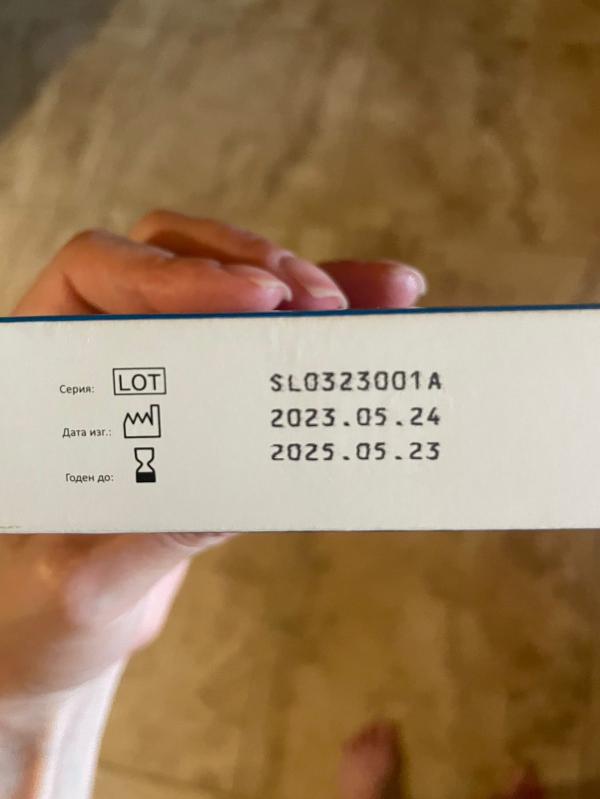 Серия: LOT SL0323001A
Дата изг.: 2023.05.24
Годен до: 2025.05.23